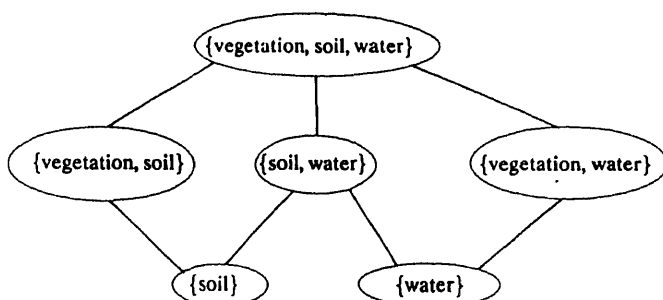 {vegetation, soil, water}
{vegetation, soil}
{soil, water}
{vegetation, water}
{soil}
{water}